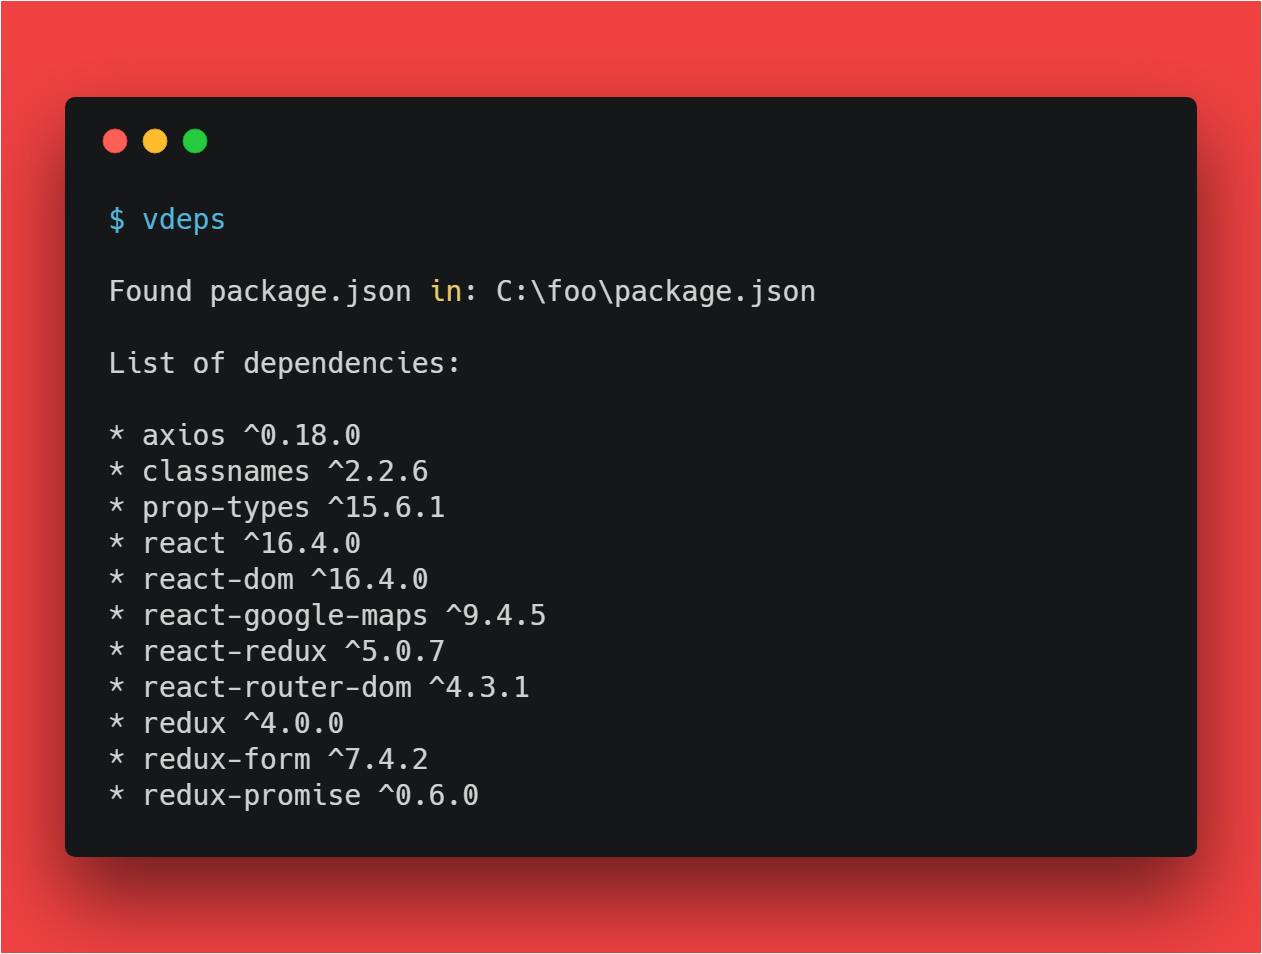 $ vdeps
Found package.json in: C:\foo\package.json
List of dependencies:
* axios ^0.18.0
* classnames ^2.2.6
* prop-types ^15.6.1
* react ^16.4.0
* react-dom ^16.4.0
* react-google-maps ^9.4.5
* react-redux ^5.0.7
* react-router-dom ^4.3.1
* redux ^4.0.0
* redux-form ^7.4.2
* redux-promise ^0.6.0